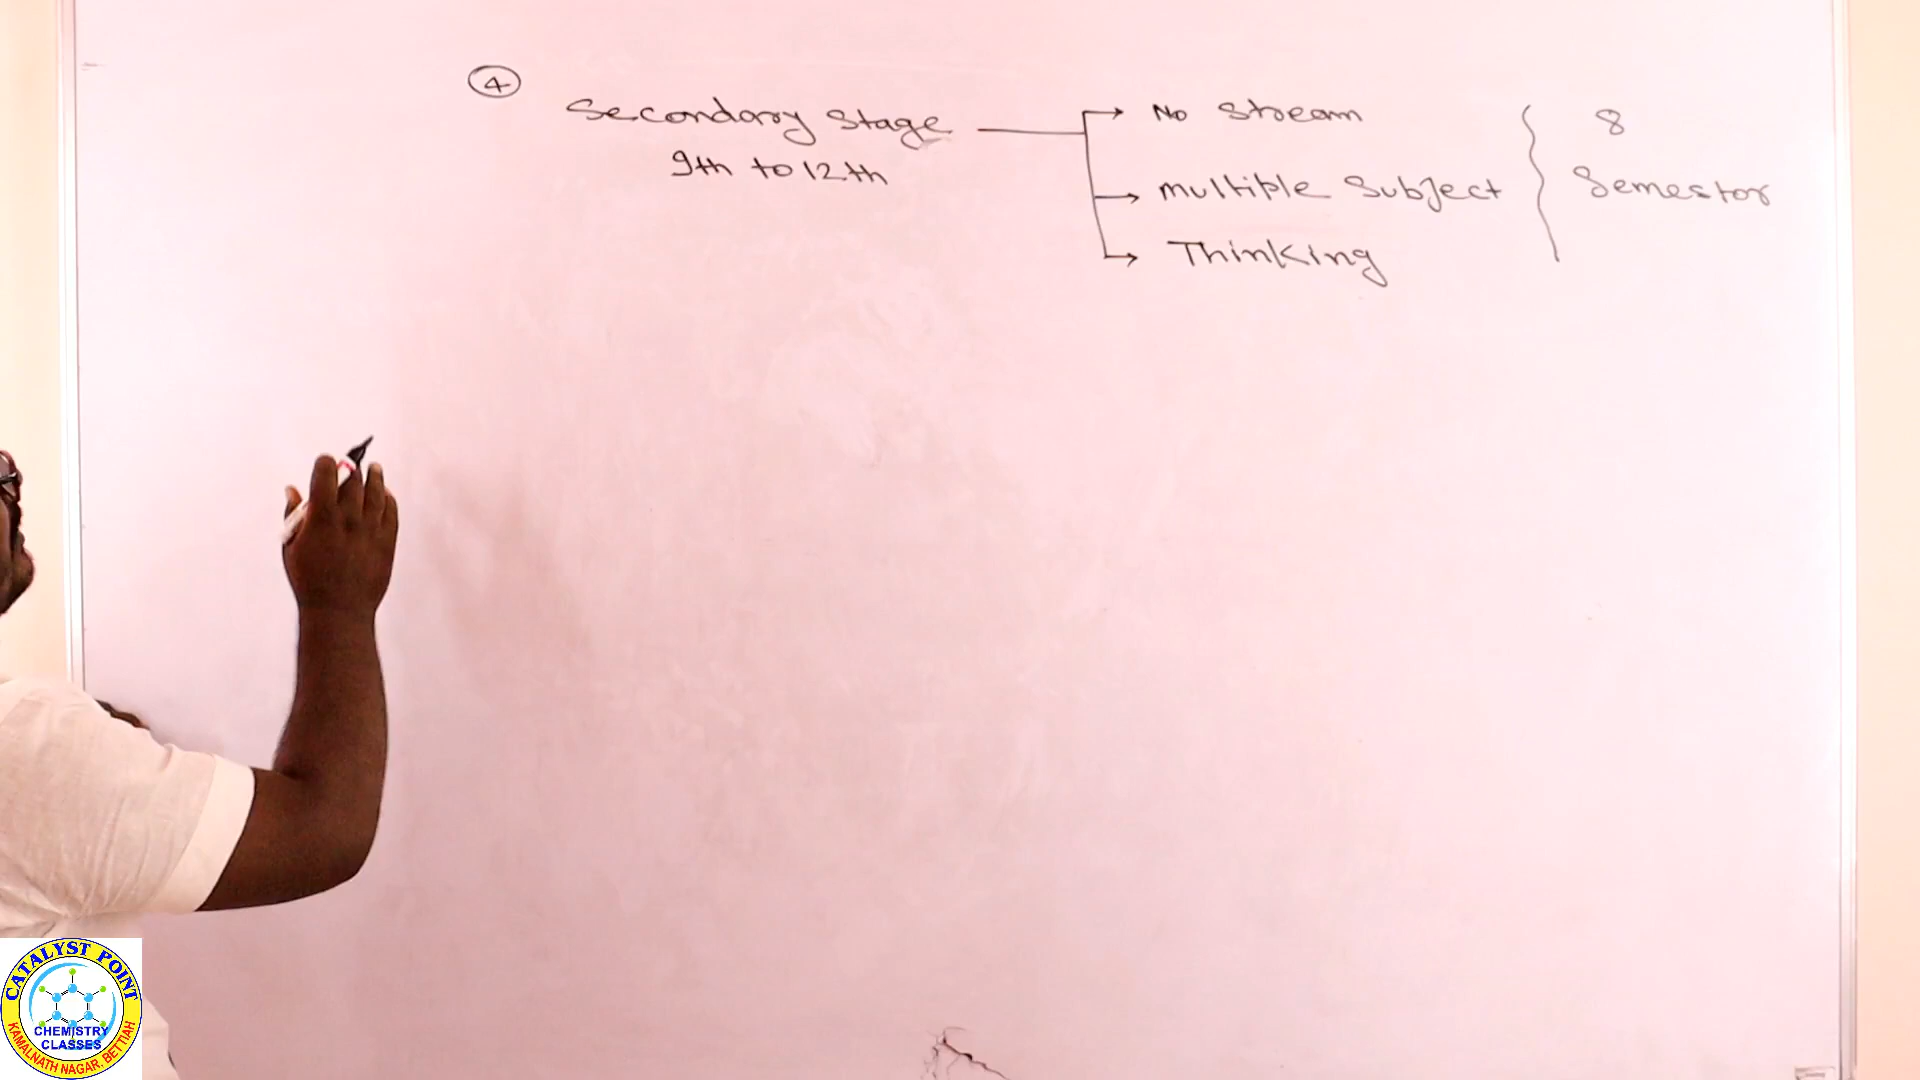 4
Secondary Stage
9th to 12th
No Stream
multiple Subject
Thinking
8
Semestor
CATALYST POINT
CHEMISTRY
CLASSES
KAMALNATH NAGAR, BETTIAH